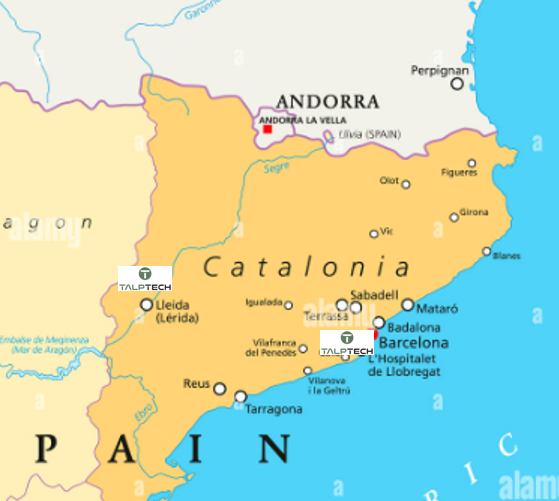 Garonne
Perpignan
ANDORRA
ANDORRA LA VELLA
Llívia (SPAIN)
Segre
Figueres
Olot
Girona
a g o n
alamy
Vic
Catalonia
Blanes
T
TALPTECH
Lleida
(Lérida)
Igualada
Sabadell
alamy
Terrassa
Mataró
Badalona
T
TALPTECH
Barcelona
L'Hospitalet
de Llobregat
Embalse de Mequinenza
(Mar de Aragón)
Vilafranca
del Penedès
Vilanova
i la Geltrú
Reus
Tarragona
Ebro
P A I N
R I C
alam